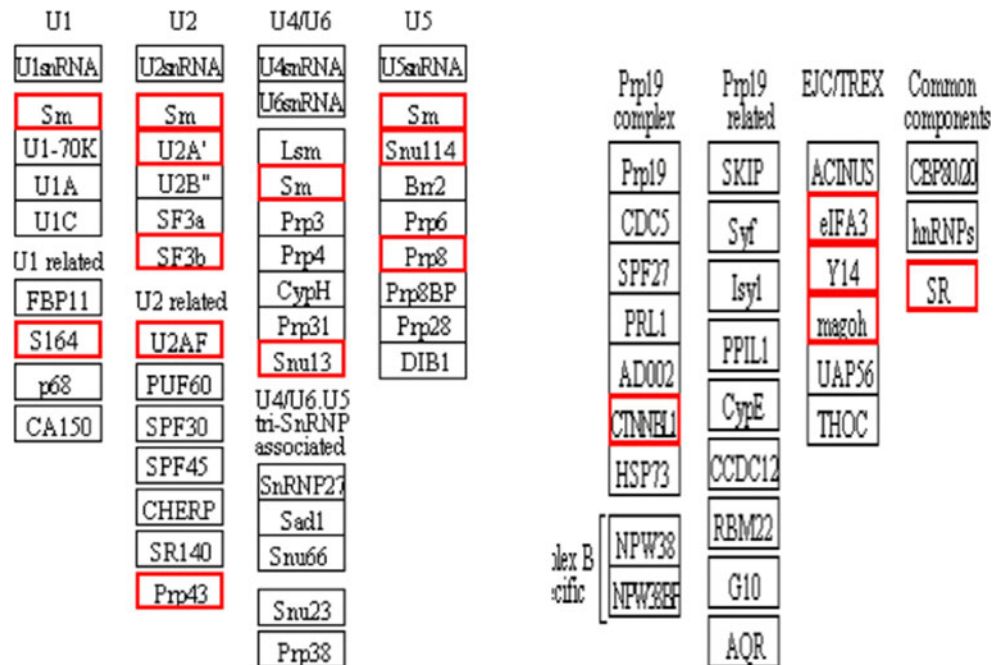 U1
U1snRNA
Sm
U1-70K
U1A
U1C
U1 related
FBP11
S164
p68
CA150
U2
U2snRNA
Sm
U2A'
U2B"
SF3a
SF3b
U2 related
U2AF
PUF60
SPF30
SPF45
CHERP
SR140
Prp43
U4/U6
U4snRNA
U6snRNA
Lsm
Sm
Prp3
Prp4
CypH
Prp31
Snu13
U4/U6.U5
tri-SnRNP
associated
SnRNP27
Sad1
Snu66
Snu23
Prp38
U5
U5snRNA
Sm
Snu114
Brr2
Prp6
Prp8
Prp8BP
Prp28
DIB1
Prp19
complex
Prp19
CDC5
SPF27
PRL1
AD002
CTNNBL1
HSP73
lex B
ecific
NPW38
NPW38BP
Prp19
related
SKIP
Syf
Isy1
PPIL1
CypE
CCDC12
RBM22
G10
AQR
EJC/TREX
ACINUS
eIFA3
Y14
magoh
UAP56
THOC
Common
components
CBP80/20
hnRNPs
SR